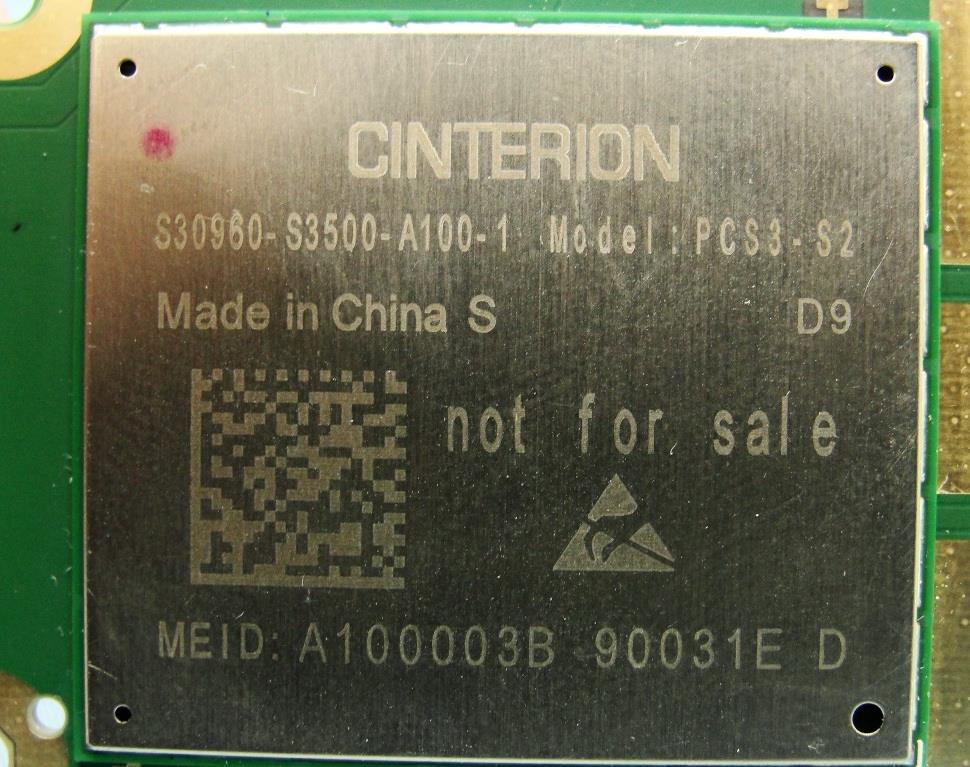 CINTERION
S30960-S3500-A100-1 Model:PCS3-S2
Made in China S D9
not for sale
MEID: A100003B 90031E D